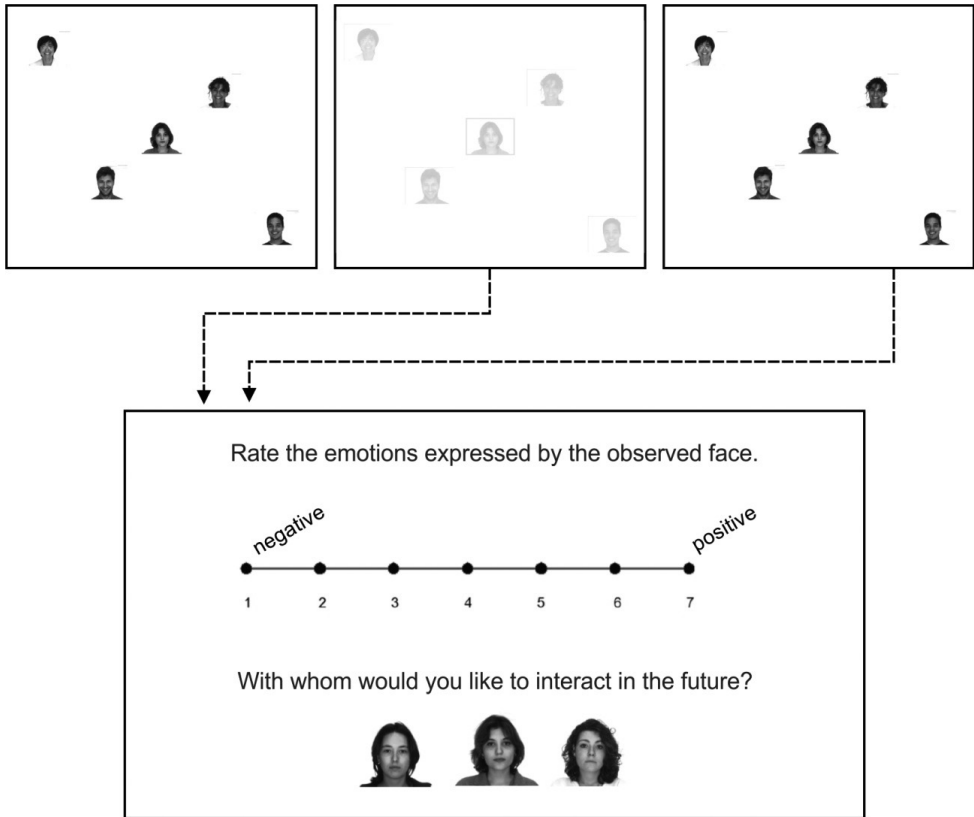 Rate the emotions expressed by the observed face.
negative
positive
1 2 3 4 5 6 7
With whom would you like to interact in the future?